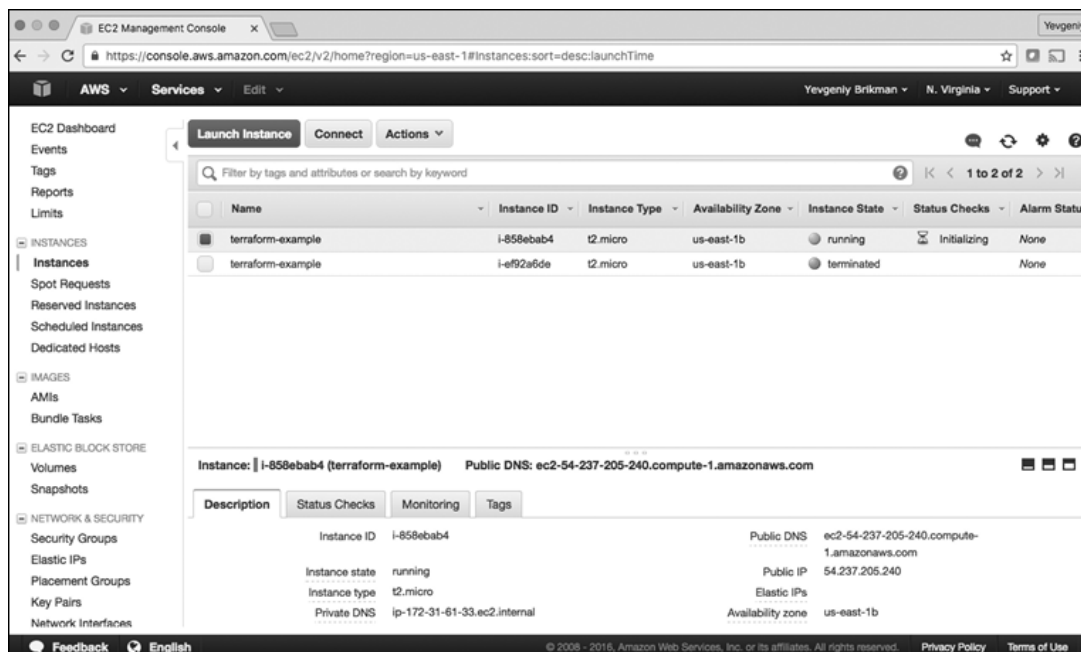 EC2 Management Console
Yevgeniy
https://console.aws.amazon.com/ec2/v2/home?region=us-east-1#Instances:sort=desc:launchTime
AWS Services Edit Yevgeniy Brikman N. Virginia Support
EC2 Dashboard
Events
Tags
Reports
Limits
INSTANCES
Instances
Spot Requests
Reserved Instances
Scheduled Instances
Dedicated Hosts
IMAGES
AMIs
Bundle Tasks
ELASTIC BLOCK STORE
Volumes
Snapshots
NETWORK & SECURITY
Security Groups
Elastic IPs
Placement Groups
Key Pairs
Network Interfaces
Launch Instance Connect Actions
Filter by tags and attributes or search by keyword 1 to 2 of 2
Name Instance ID Instance Type Availability Zone Instance State Status Checks Alarm Statu
terraform-example i-858ebab4 t2.micro us-east-1b running Initializing None
terraform-example i-ef92a6de t2.micro us-east-1b terminated None
Instance: i-858ebab4 (terraform-example) Public DNS: ec2-54-237-205-240.compute-1.amazonaws.com
Description Status Checks Monitoring Tags
Instance ID i-858ebab4 Public DNS ec2-54-237-205-240.compute-
1.amazonaws.com
Instance state running Public IP 54.237.205.240
Instance type t2.micro Elastic IPs
Private DNS ip-172-31-61-33.ec2.internal Availability zone us-east-1b
Feedback English © 2008 - 2016, Amazon Web Services, Inc. or its affiliates. All rights reserved. Privacy Policy Terms of Use